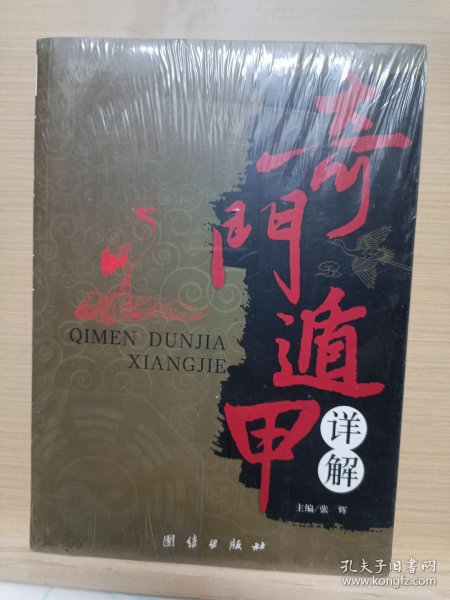 奇門遁甲
详解
QIMEN DUNJIA
XIANGJIE
主编/张 辉
团结出版社
孔夫子旧书网
www.kongfz.com